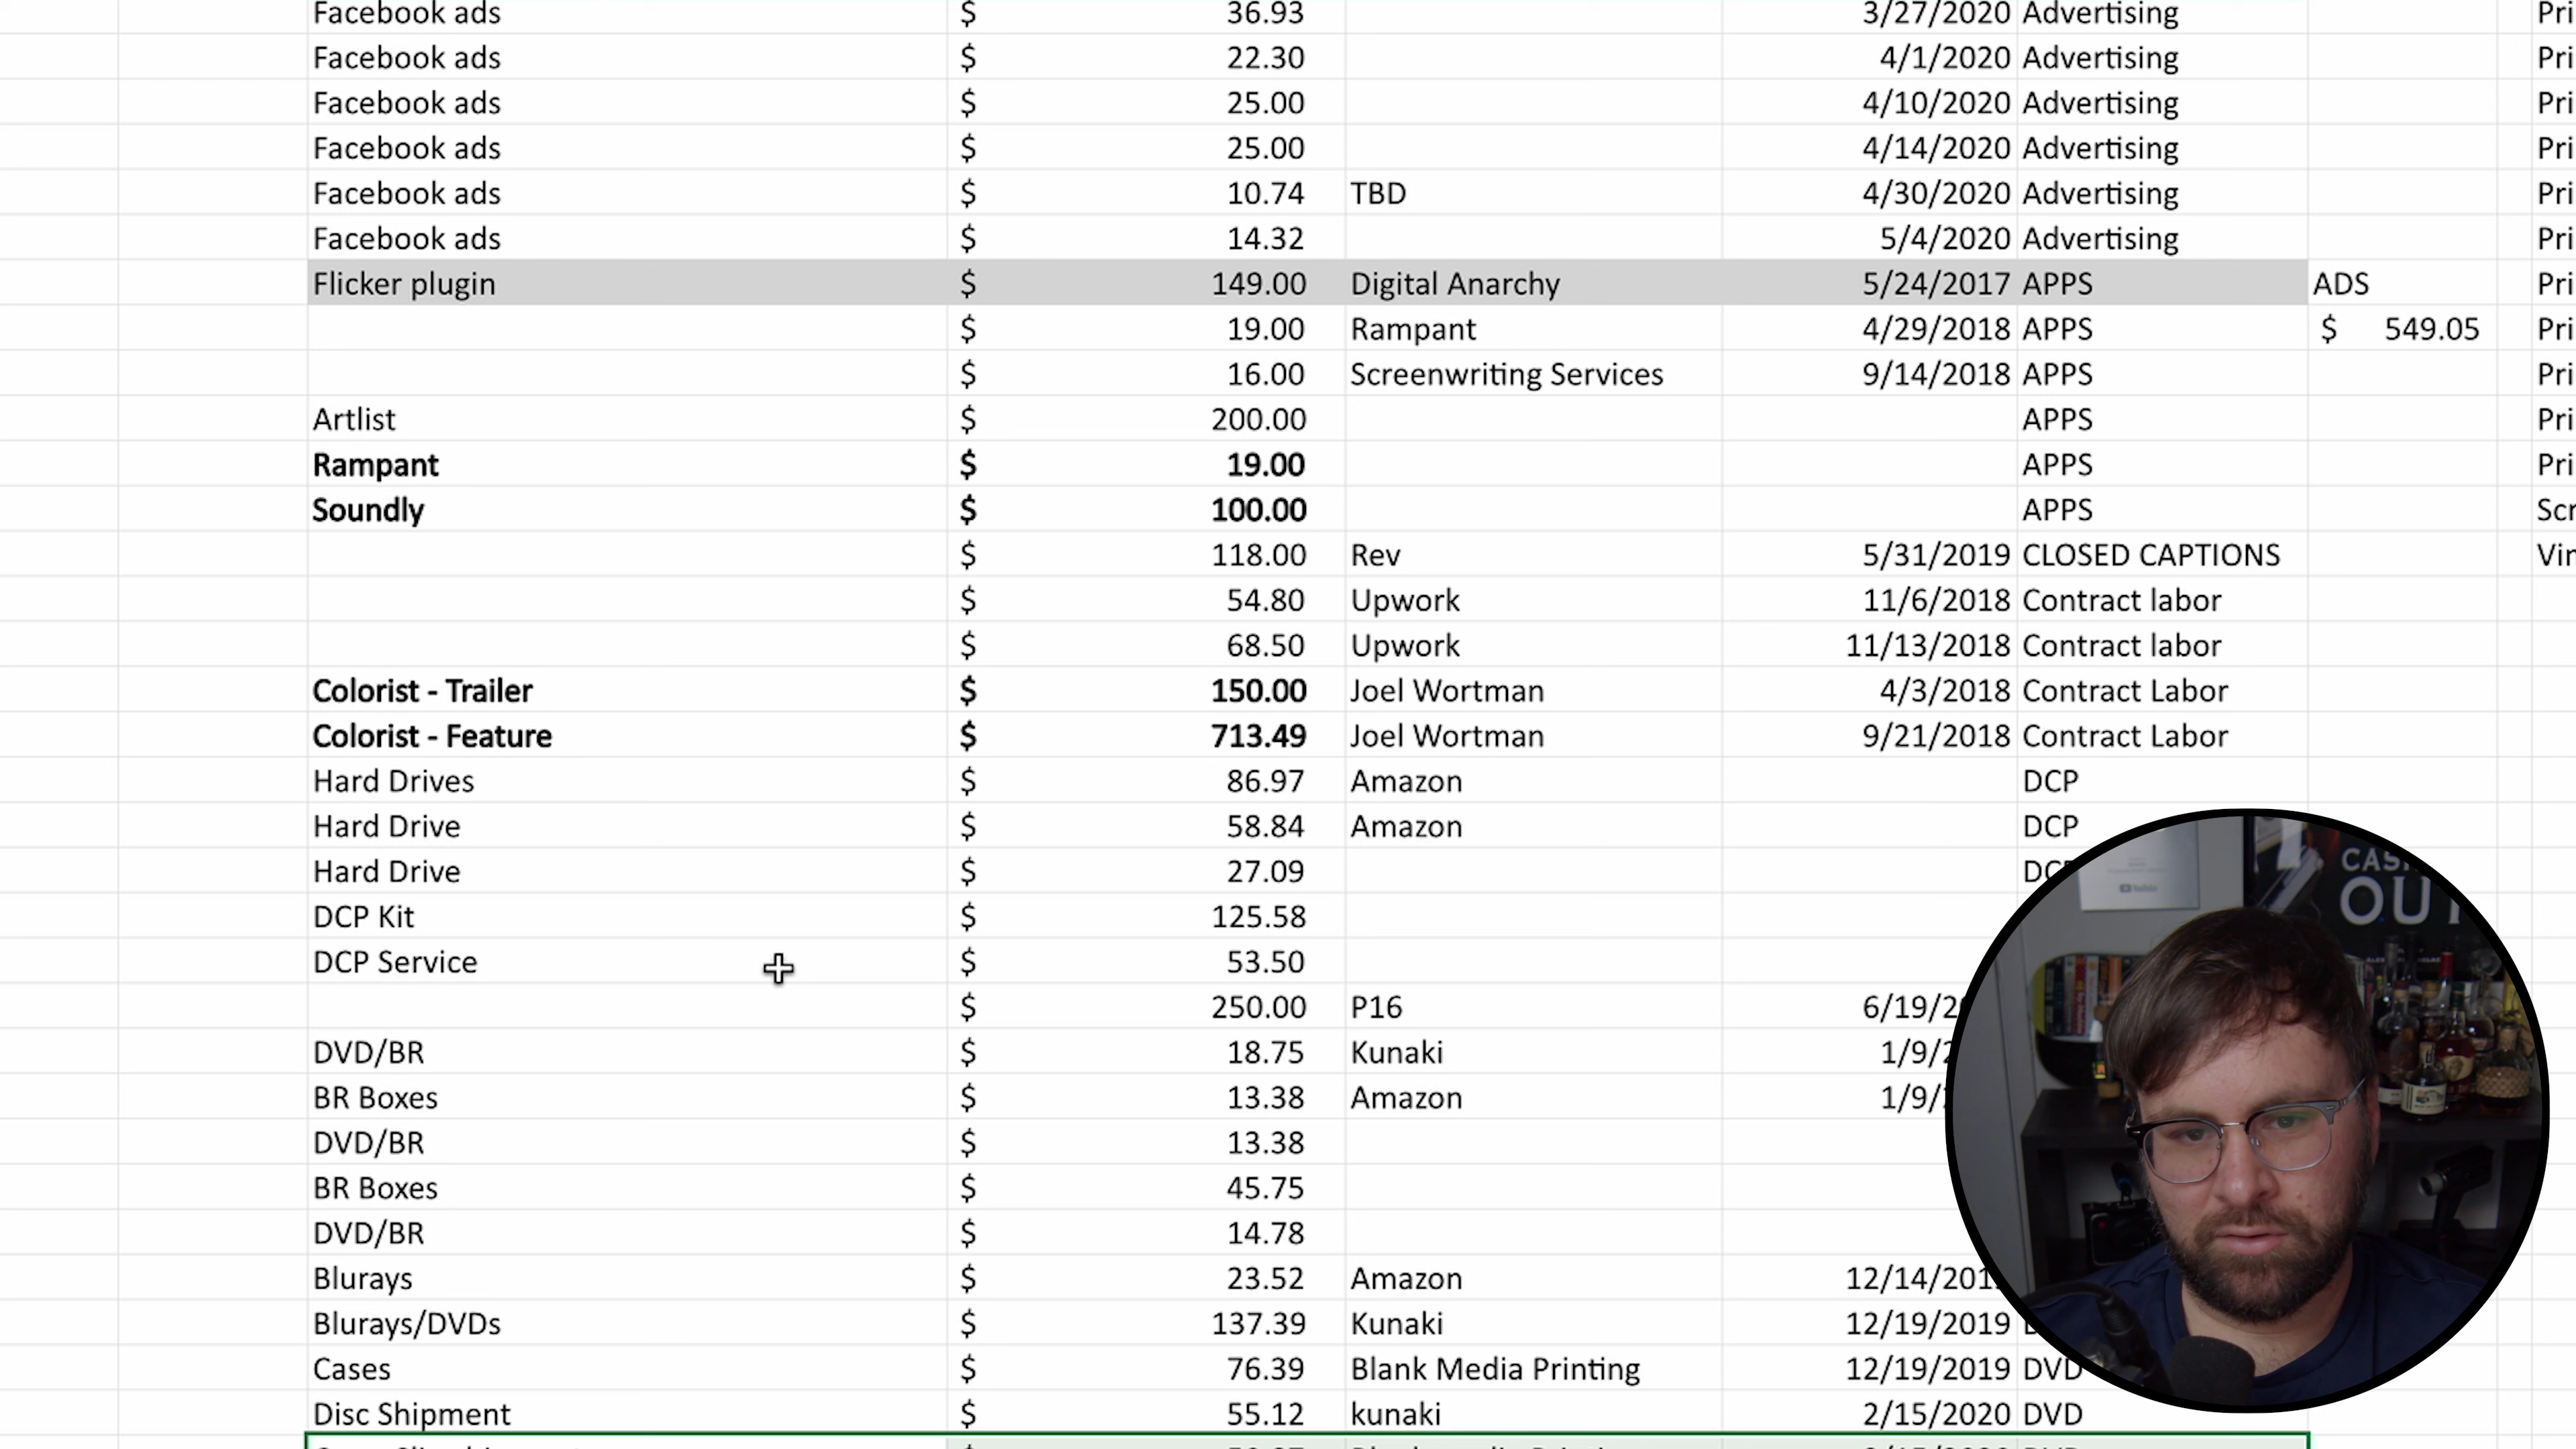 Facebook ads $ 36.93 3/27/2020 Advertising Pri
Facebook ads $ 22.30 4/1/2020 Advertising Pri
Facebook ads $ 25.00 4/10/2020 Advertising Pri
Facebook ads $ 25.00 4/14/2020 Advertising Pri
Facebook ads $ 10.74 TBD 4/30/2020 Advertising Pri
Facebook ads $ 14.32 5/4/2020 Advertising Pri
Flicker plugin $ 149.00 Digital Anarchy 5/24/2017 APPS ADS Pri
$ 19.00 Rampant 4/29/2018 APPS $ 549.05 Pri
$ 16.00 Screenwriting Services 9/14/2018 APPS Pri
Artlist $ 200.00 APPS Pri
Rampant $ 19.00 APPS Pri
Soundly $ 100.00 APPS Scr
$ 118.00 Rev 5/31/2019 CLOSED CAPTIONS
$ 54.80 Upwork 11/6/2018 Contract labor
$ 68.50 Upwork 11/13/2018 Contract labor
Colorist - Trailer $ 150.00 Joel Wortman 4/3/2018 Contract Labor
Colorist - Feature $ 713.49 Joel Wortman 9/21/2018 Contract Labor
Hard Drives $ 86.97 Amazon DCP
Hard Drive $ 58.84 Amazon DCP
Hard Drive $ 27.09
DCP Kit $ 125.58
DCP Service $ 53.50
$ 250.00 P16 6/19/2
DVD/BR $ 18.75 Kunaki 1/9/
BR Boxes $ 13.38 Amazon 1/9/
DVD/BR $ 13.38
BR Boxes $ 45.75
DVD/BR $ 14.78
Blurays $ 23.52 Amazon 12/14/201
Blurays/DVDs $ 137.39 Kunaki 12/19/2019
Cases $ 76.39 Blank Media Printing 12/19/2019 DVD
Disc Shipment $ 55.12 kunaki 2/15/2020 DVD
CAS
OU